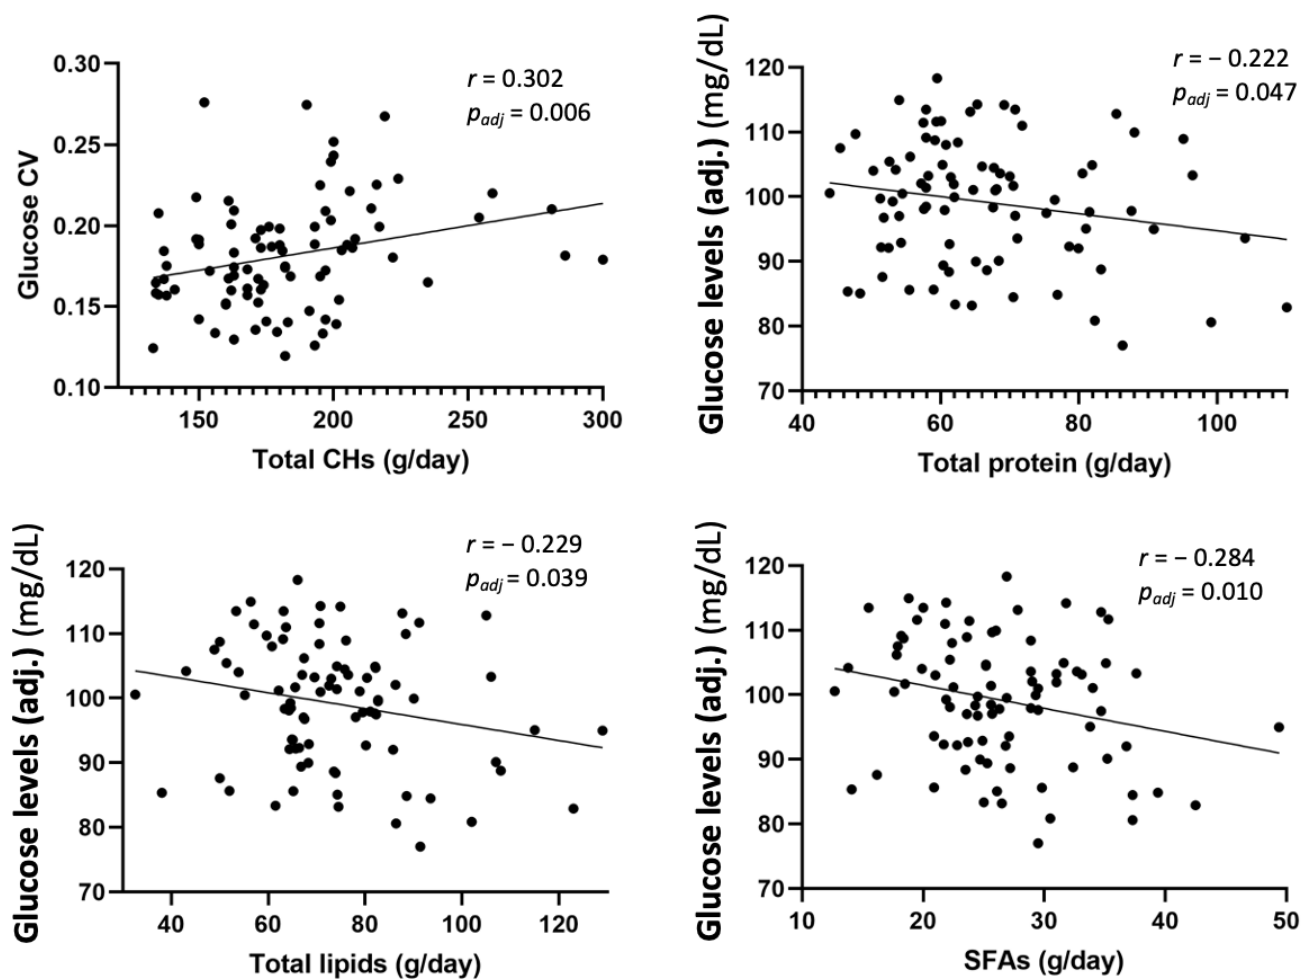 r = 0.302
p_adj = 0.006
0.30
0.25
0.20
0.15
0.10
Glucose CV
150 200 250 300
Total CHs (g/day)
r = − 0.222
p_adj = 0.047
120
110
100
90
80
70
Glucose levels (adj.) (mg/dL)
40 60 80 100
Total protein (g/day)
r = − 0.229
p_adj = 0.039
120
110
100
90
80
70
Glucose levels (adj.) (mg/dL)
40 60 80 100 120
Total lipids (g/day)
r = − 0.284
p_adj = 0.010
120
110
100
90
80
70
Glucose levels (adj.) (mg/dL)
10 20 30 40 50
SFAs (g/day)